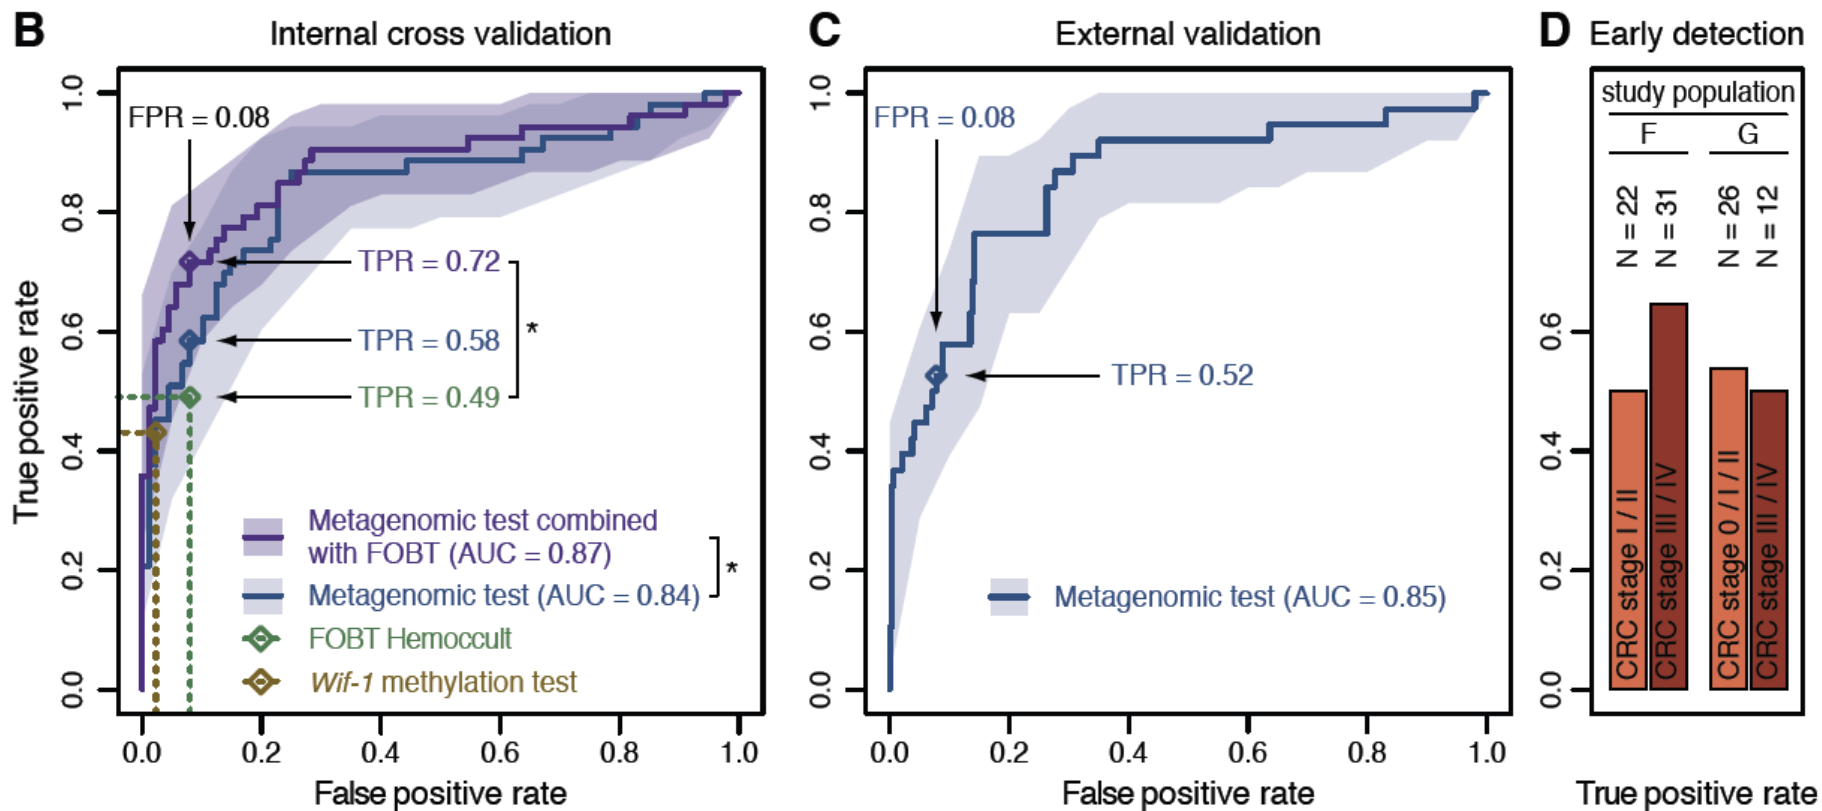 B
Internal cross validation
FPR = 0.08
TPR = 0.72
TPR = 0.58
TPR = 0.49
*
Metagenomic test combined
with FOBT (AUC = 0.87)
Metagenomic test (AUC = 0.84)
*
FOBT Hemoccult
Wif-1 methylation test
True positive rate
1.0
0.8
0.6
0.4
0.2
0.0
0.0 0.2 0.4 0.6 0.8 1.0
False positive rate
C
External validation
FPR = 0.08
TPR = 0.52
Metagenomic test (AUC = 0.85)
1.0
0.8
0.6
0.4
0.2
0.0
0.0 0.2 0.4 0.6 0.8 1.0
False positive rate
D
Early detection
study population
F G
N = 22
N = 31
N = 26
N = 12
0.6
0.4
0.2
0.0
CRC stage I / II
CRC stage III / IV
CRC stage 0 / I / II
CRC stage III / IV
True positive rate